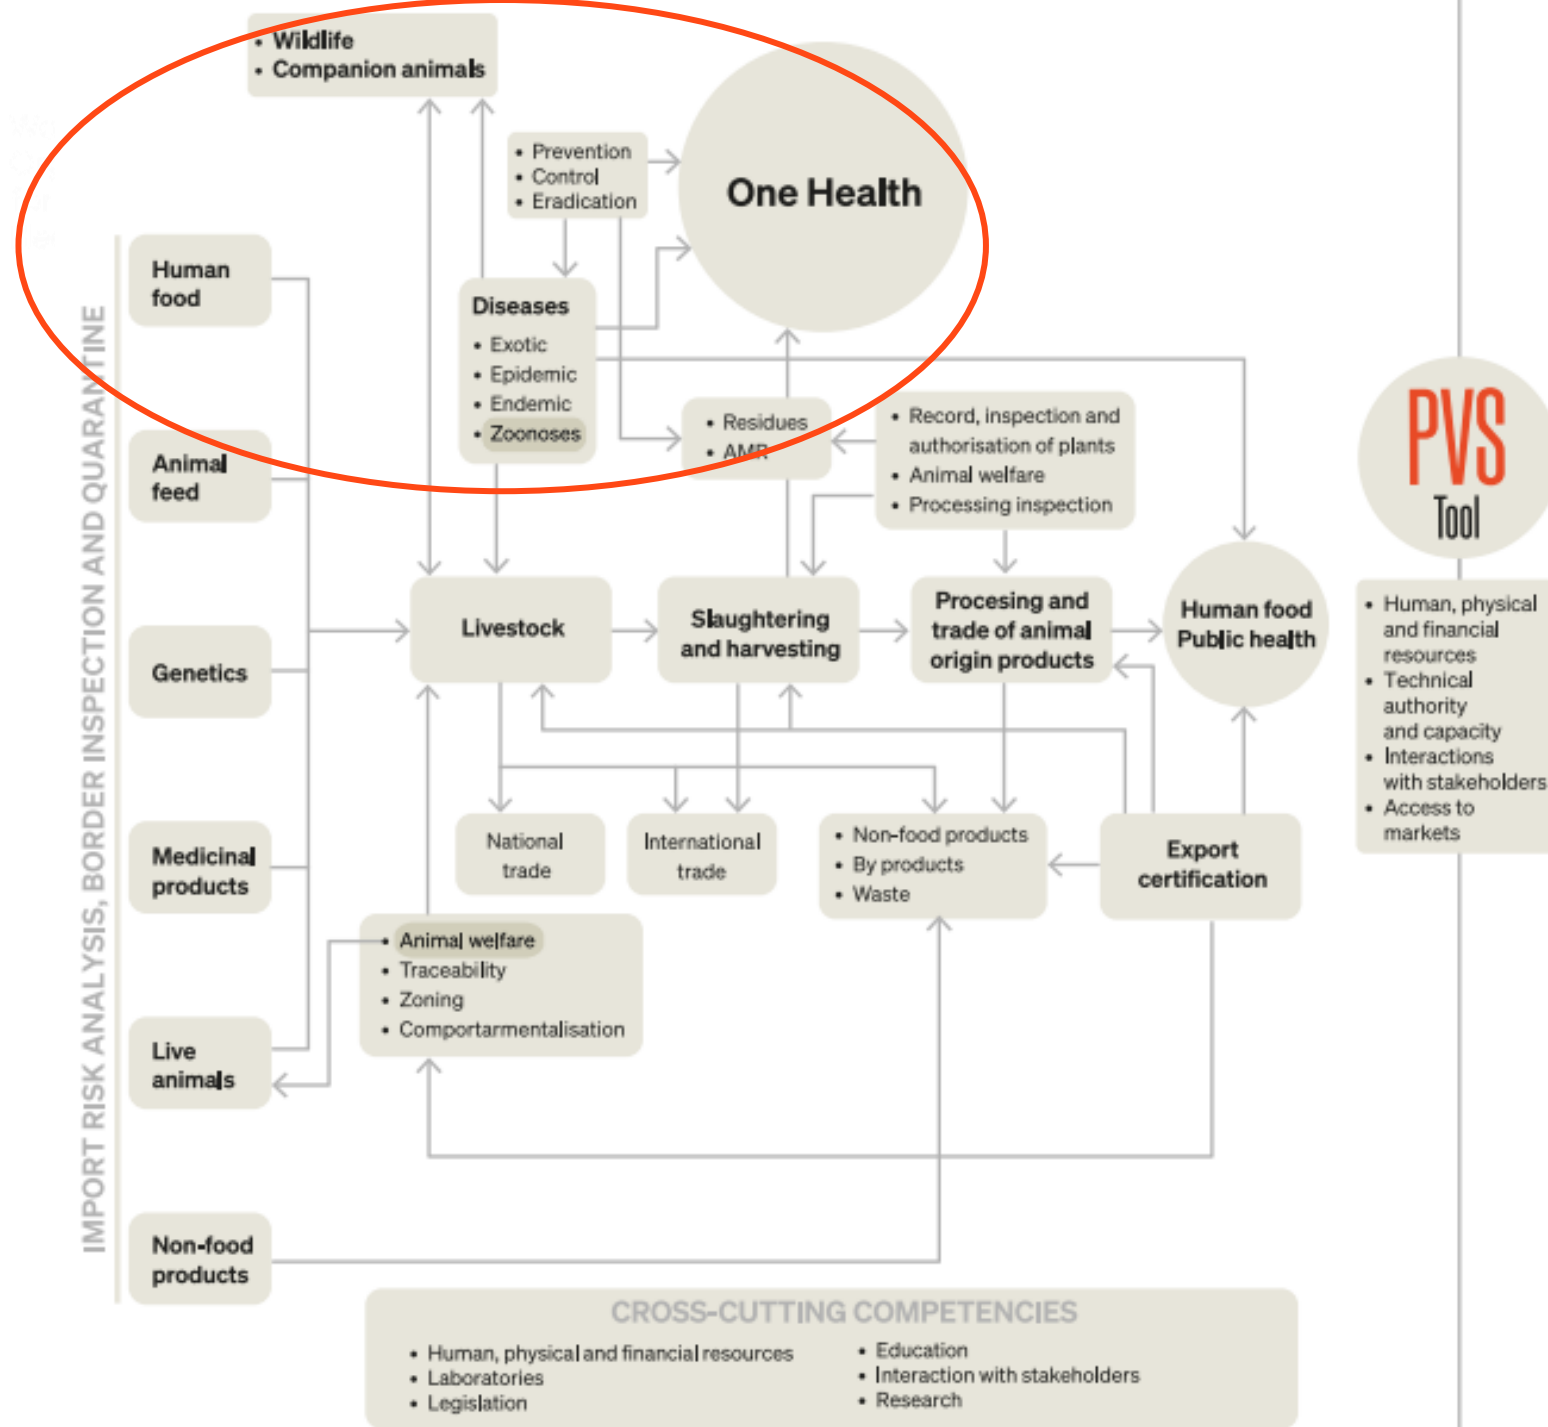 • Wildlife
• Companion animals
• Prevention
• Control
• Eradication
One Health
Human
food
Diseases
• Exotic
• Epidemic
• Endemic
• Zoonoses
Animal
feed
• Residues
• AMR
• Record, inspection and
authorisation of plants
• Animal welfare
• Processing inspection
PVS
Tool
IMPORT RISK ANALYSIS, BORDER INSPECTION AND QUARANTINE
Genetics
Livestock
Slaughtering
and harvesting
Procesing and
trade of animal
origin products
Human food
Public health
• Human, physical
and financial
resources
• Technical
authority
and capacity
• Interactions
with stakeholders
• Access to
markets
Medicinal
products
National
trade
International
trade
• Non-food products
• By products
• Waste
Export
certification
• Animal welfare
• Traceability
• Zoning
• Comportarmentalisation
Live
animals
Non-food
products
CROSS-CUTTING COMPETENCIES
• Human, physical and financial resources
• Laboratories
• Legislation
• Education
• Interaction with stakeholders
• Research